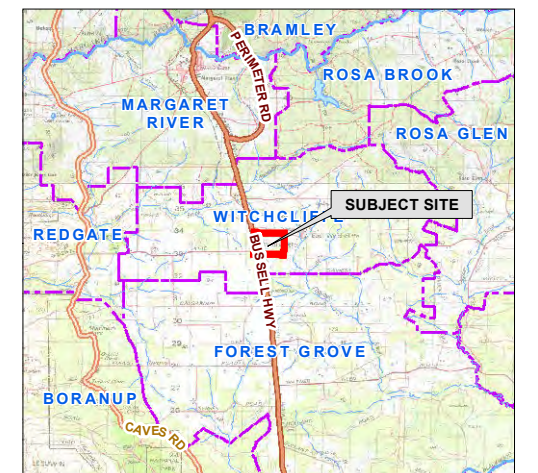 BRAMLEY
PERIMETER RD
ROSA BROOK
MARGARET
RIVER
ROSA GLEN
SUBJECT SITE
WITCHCLIFFE
REDGATE
BUSSELL HWY
FOREST GROVE
BORANUP
CAVES RD